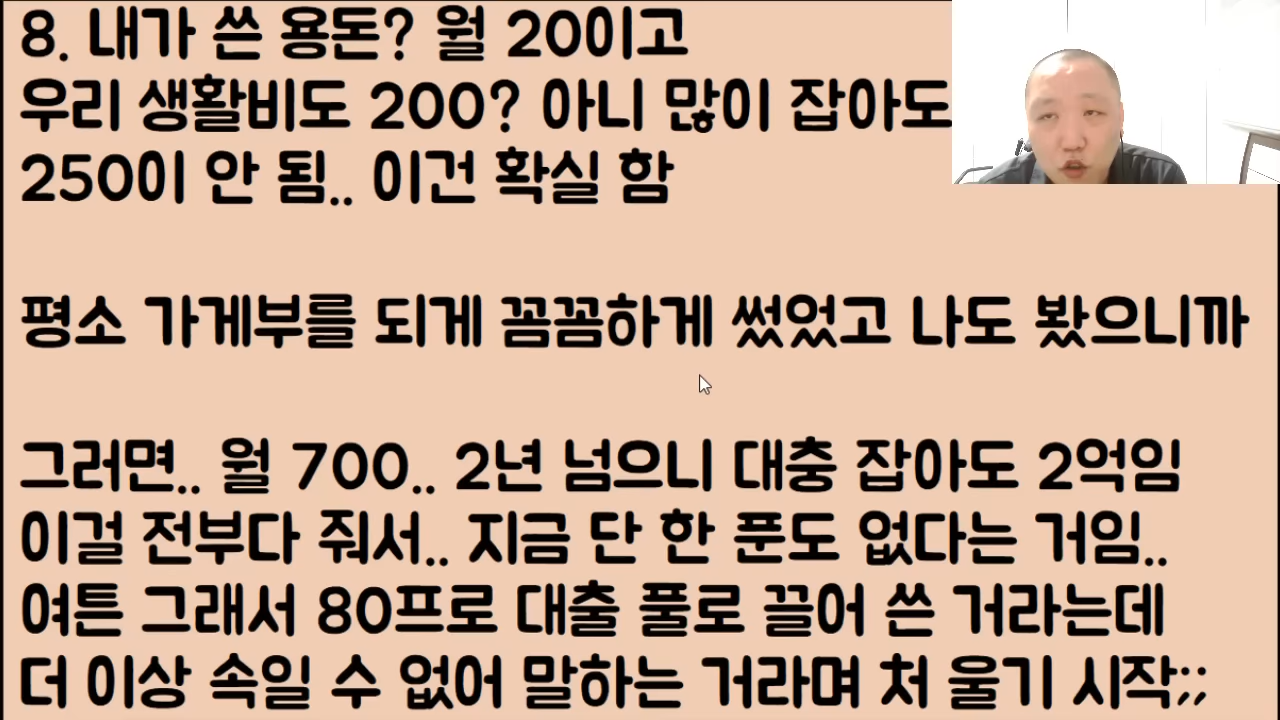 8. 내가 쓴 용돈? 월 20이고
우리 생활비도 200? 아니 많이 잡아도
250이 안 됨.. 이건 확실 함
평소 가게부를 되게 꼼꼼하게 썼었고 나도 봤으니까
그러면.. 월 700.. 2년 넘으니 대충 잡아도 2억임
이걸 전부다 줘서.. 지금 단 한 푼도 없다는 거임..
여튼 그래서 80프로 대출 풀로 끌어 쓴 거라는데
더 이상 속일 수 없어 말하는 거라며 처 울기 시작;;